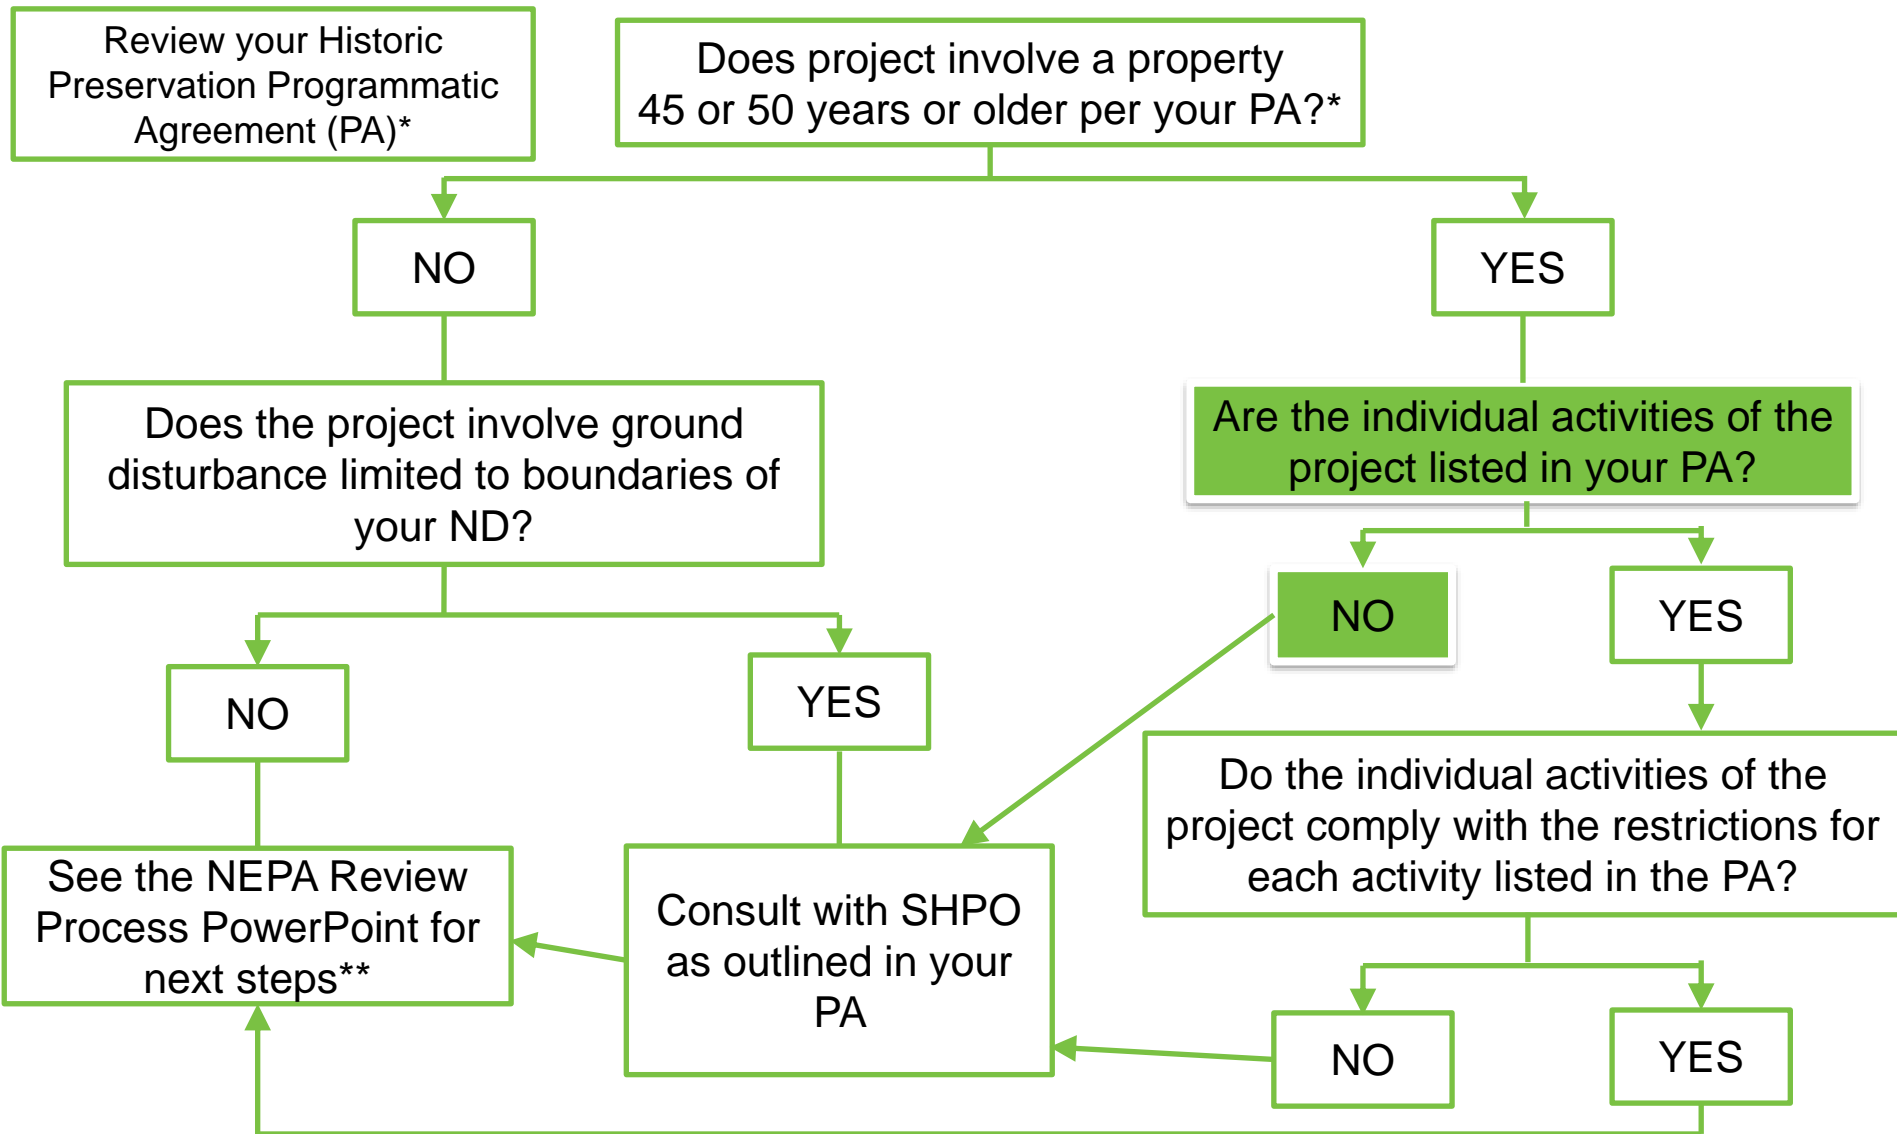 Review your Historic
Preservation Programmatic
Agreement (PA)*
Does project involve a property
45 or 50 years or older per your PA?*
NO
YES
Does the project involve ground
disturbance limited to boundaries of
your ND?
Are the individual activities of the
project listed in your PA?
NO
YES
NO
YES
Do the individual activities of the
project comply with the restrictions for
each activity listed in the PA?
See the NEPA Review
Process PowerPoint for
next steps**
Consult with SHPO
as outlined in your
PA
NO
YES